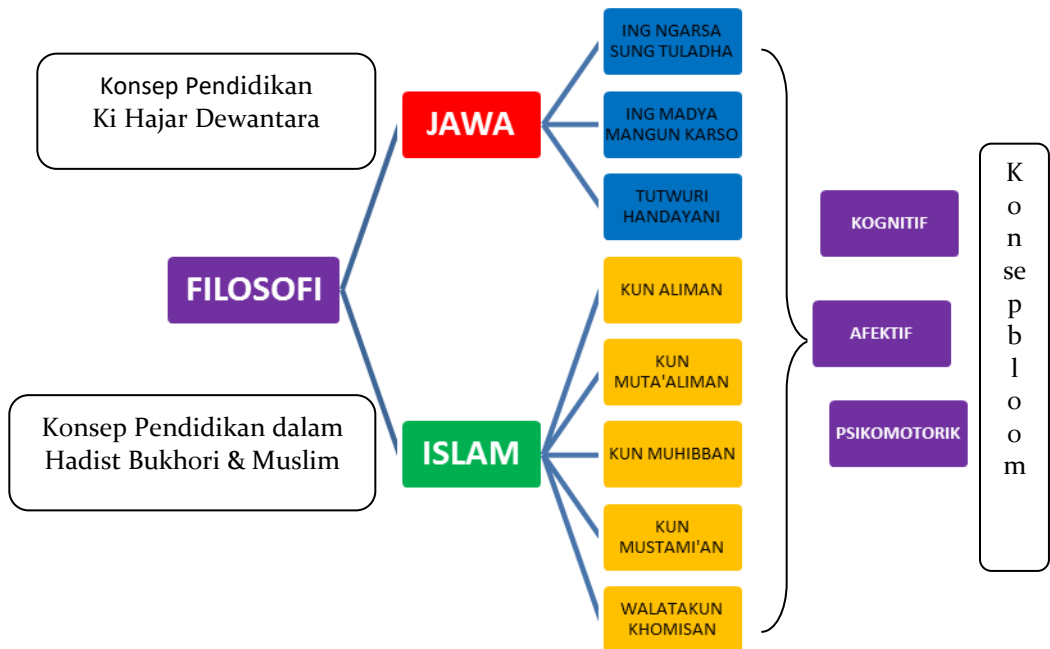 Konsep Pendidikan
Ki Hajar Dewantara
FILOSOFI
Konsep Pendidikan dalam
Hadist Bukhori & Muslim
JAWA
ISLAM
ING NGARSA
SUNG TULADHA
ING MADYA
MANGUN KARSO
TUTWURI
HANDAYANI
KUN ALIMAN
KUN
MUTA'ALIMAN
KUN MUHIBBAN
KUN
MUSTAMI'AN
WALATAKUN
KHOMISAN
KOGNITIF
AFEKTIF
PSIKOMOTORIK
K
o
n
se
p
b
l
o
o
m